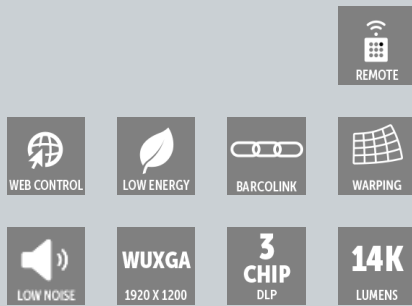 REMOTE
WEB CONTROL
LOW ENERGY
BARCOLINK
WARPING
LOW NOISE
WUXGA
1920 X 1200
3
CHIP
DLP
14K
LUMENS